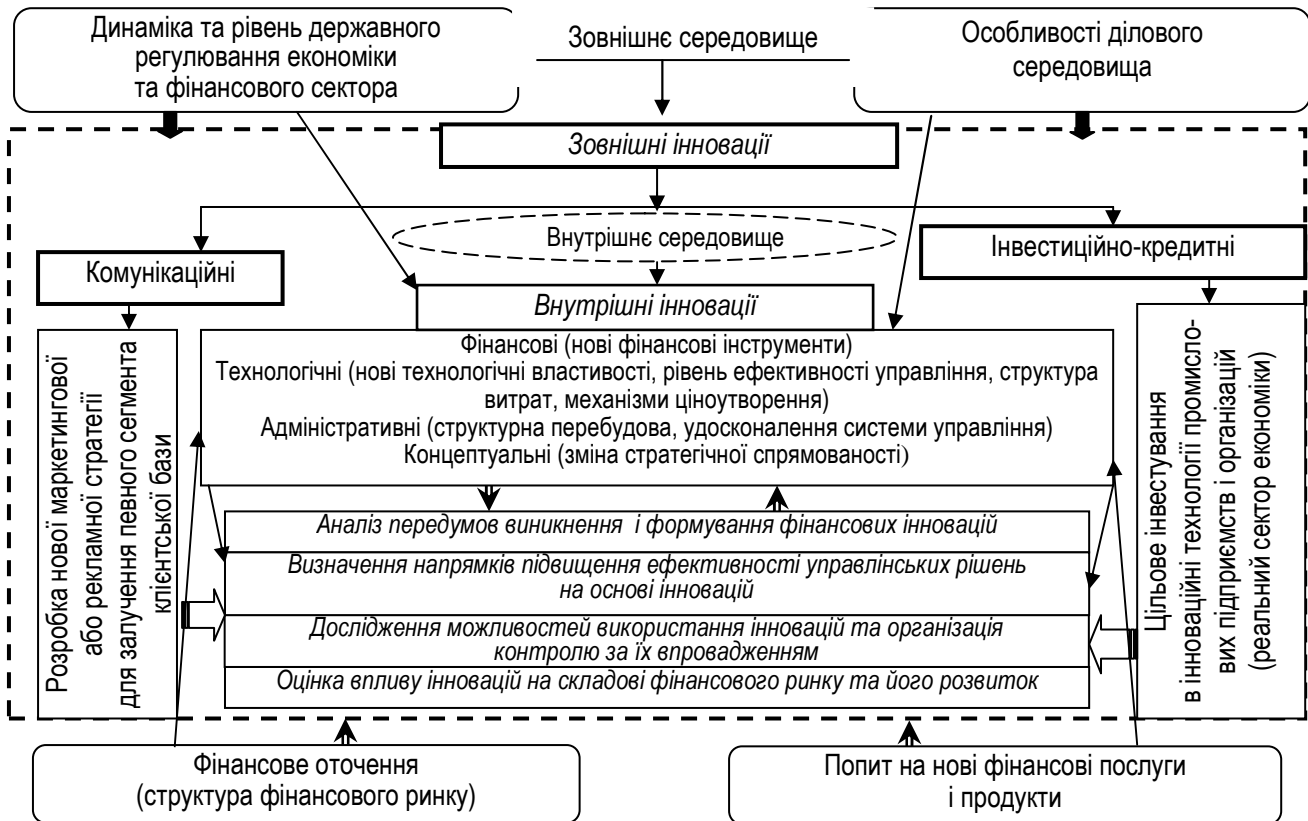 Динаміка та рівень державного
регулювання економіки
та фінансового сектора
Зовнішнє середовище
Особливості ділового
середовища
Зовнішні інновації
Внутрішнє середовище
Комунікаційні
Інвестиційно-кредитні
Внутрішні інновації
Розробка нової маркетингової
або рекламної стратегії
для залучення певного сегмента
клієнтської бази
Фінансові (нові фінансові інструменти)
Технологічні (нові технологічні властивості, рівень ефективності управління, структура
витрат, механізми ціноутворення)
Адміністративні (структурна перебудова, удосконалення системи управління)
Концептуальні (зміна стратегічної спрямованості)
Цільове інвестування
в інноваційні технології промисло-
вих підприємств і організацій
(реальний сектор економіки)
Аналіз передумов виникнення і формування фінансових інновацій
Визначення напрямків підвищення ефективності управлінських рішень
на основі інновацій
Дослідження можливостей використання інновацій та організація
контролю за їх впровадженням
Оцінка впливу інновацій на складові фінансового ринку та його розвиток
Фінансове оточення
(структура фінансового ринку)
Попит на нові фінансові послуги
і продукти